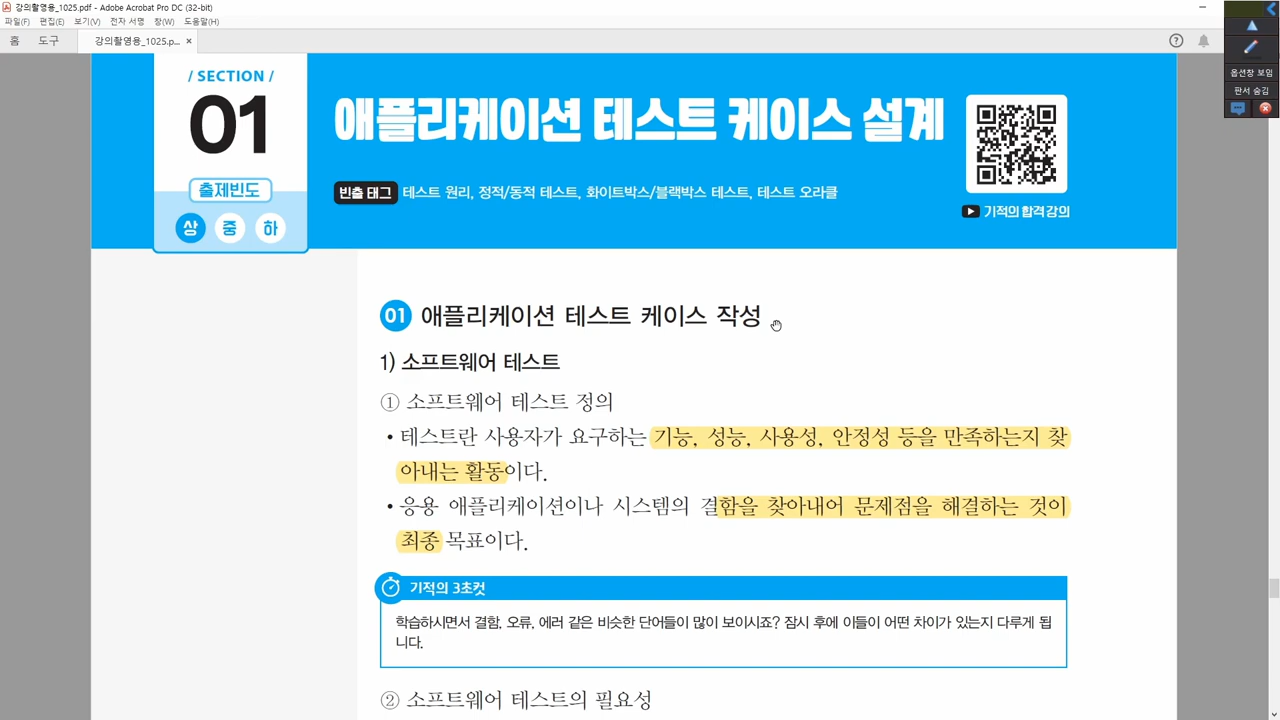 강의촬영용_1025.pdf - Adobe Acrobat Pro DC (32-bit)
파일(F) 편집(E) 보기(V) 전자 서명 창(W) 도움말(H)
홈 도구 강의촬영용_1025.p... ×
옵션창 보임
판서 숨김
/ SECTION /
01
출제빈도
상 중 하
애플리케이션 테스트 케이스 설계
빈출 태그 테스트 원리, 정적/동적 테스트, 화이트박스/블랙박스 테스트, 테스트 오라클
기적의 합격 강의
01 애플리케이션 테스트 케이스 작성
1) 소프트웨어 테스트
① 소프트웨어 테스트 정의
• 테스트란 사용자가 요구하는 기능, 성능, 사용성, 안정성 등을 만족하는지 찾
아내는 활동이다.
• 응용 애플리케이션이나 시스템의 결함을 찾아내어 문제점을 해결하는 것이
최종 목표이다.
기적의 3초컷
학습하시면서 결함, 오류, 에러 같은 비슷한 단어들이 많이 보이시죠? 잠시 후에 이들이 어떤 차이가 있는지 다루게 됩
니다.
② 소프트웨어 테스트의 필요성